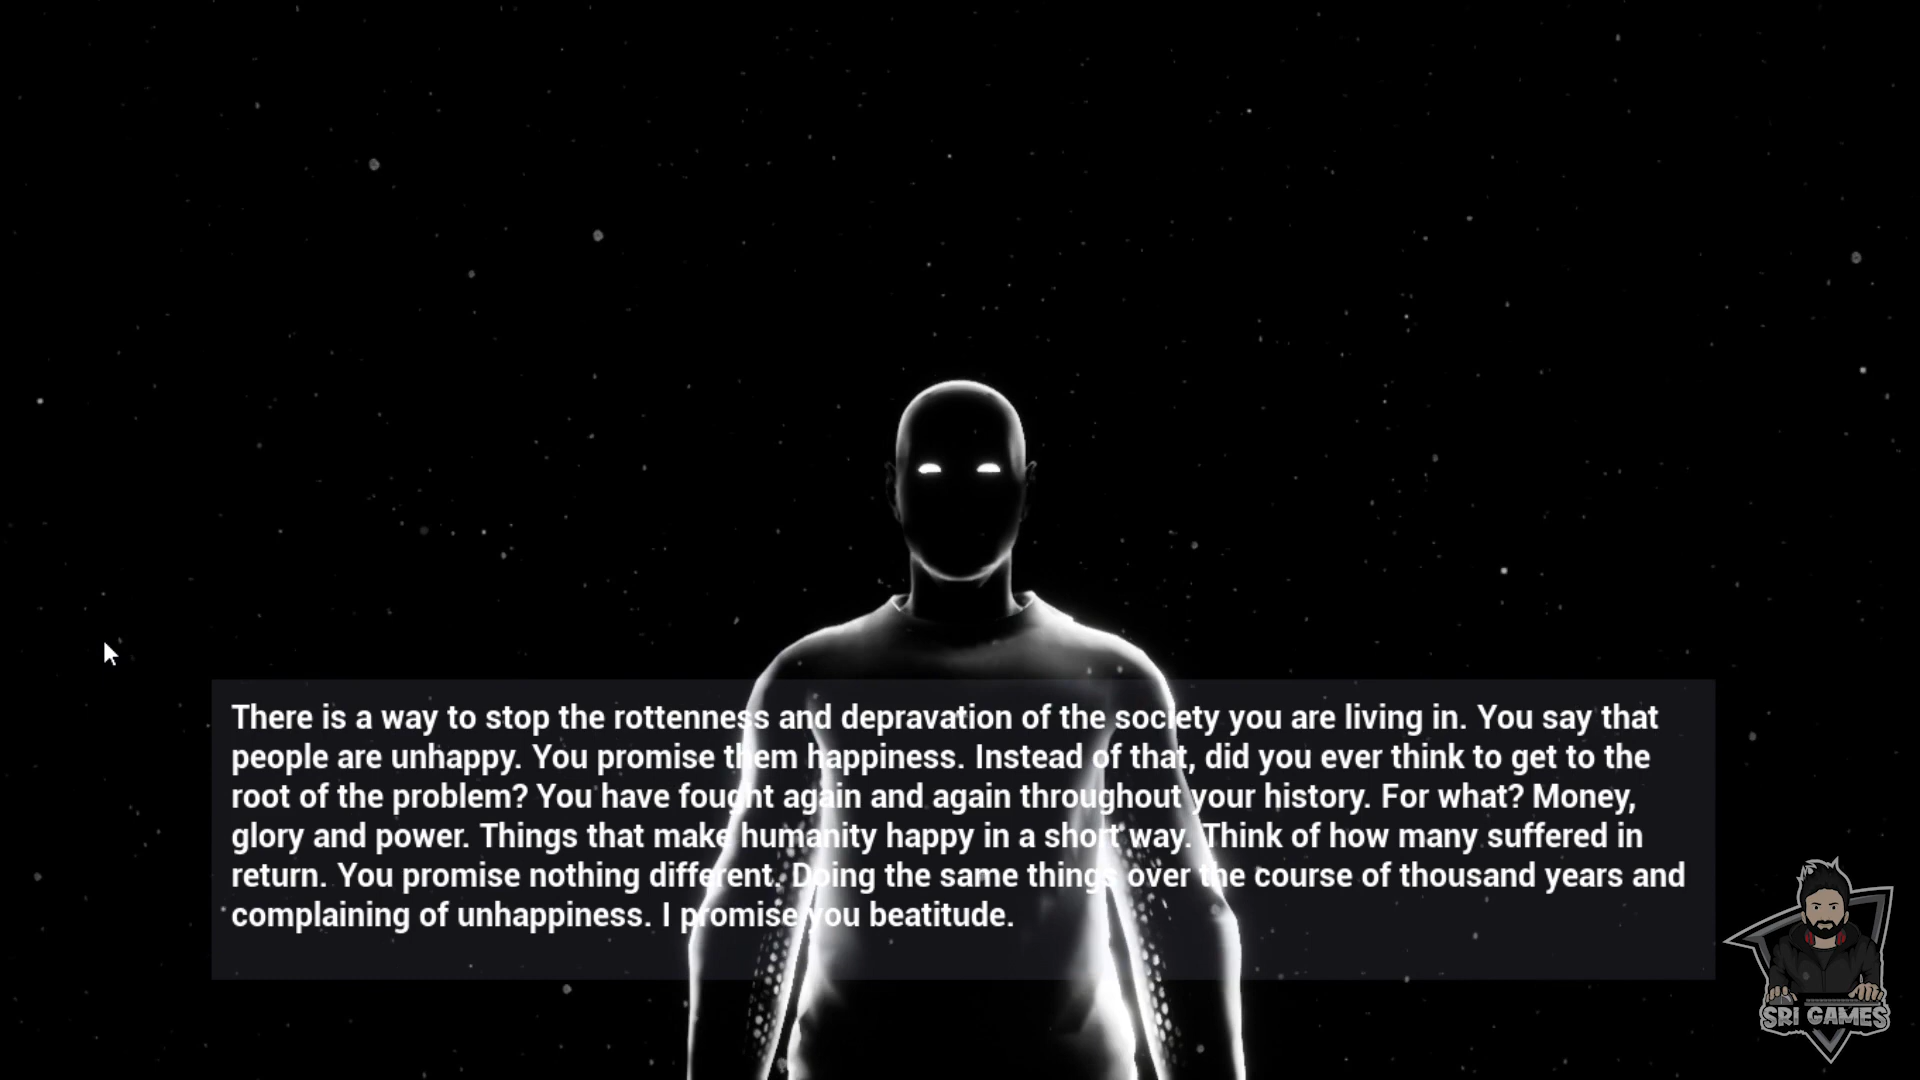 There is a way to stop the rottenness and depravation of the society you are living in. You say that
people are unhappy. You promise them happiness. Instead of that, did you ever think to get to the
root of the problem? You have fought again and again throughout your history. For what? Money,
glory and power. Things that make humanity happy in a short way. Think of how many suffered in
return. You promise nothing different. Doing the same things over the course of thousand years and
complaining of unhappiness. I promise you beatitude.
SRI GAMES